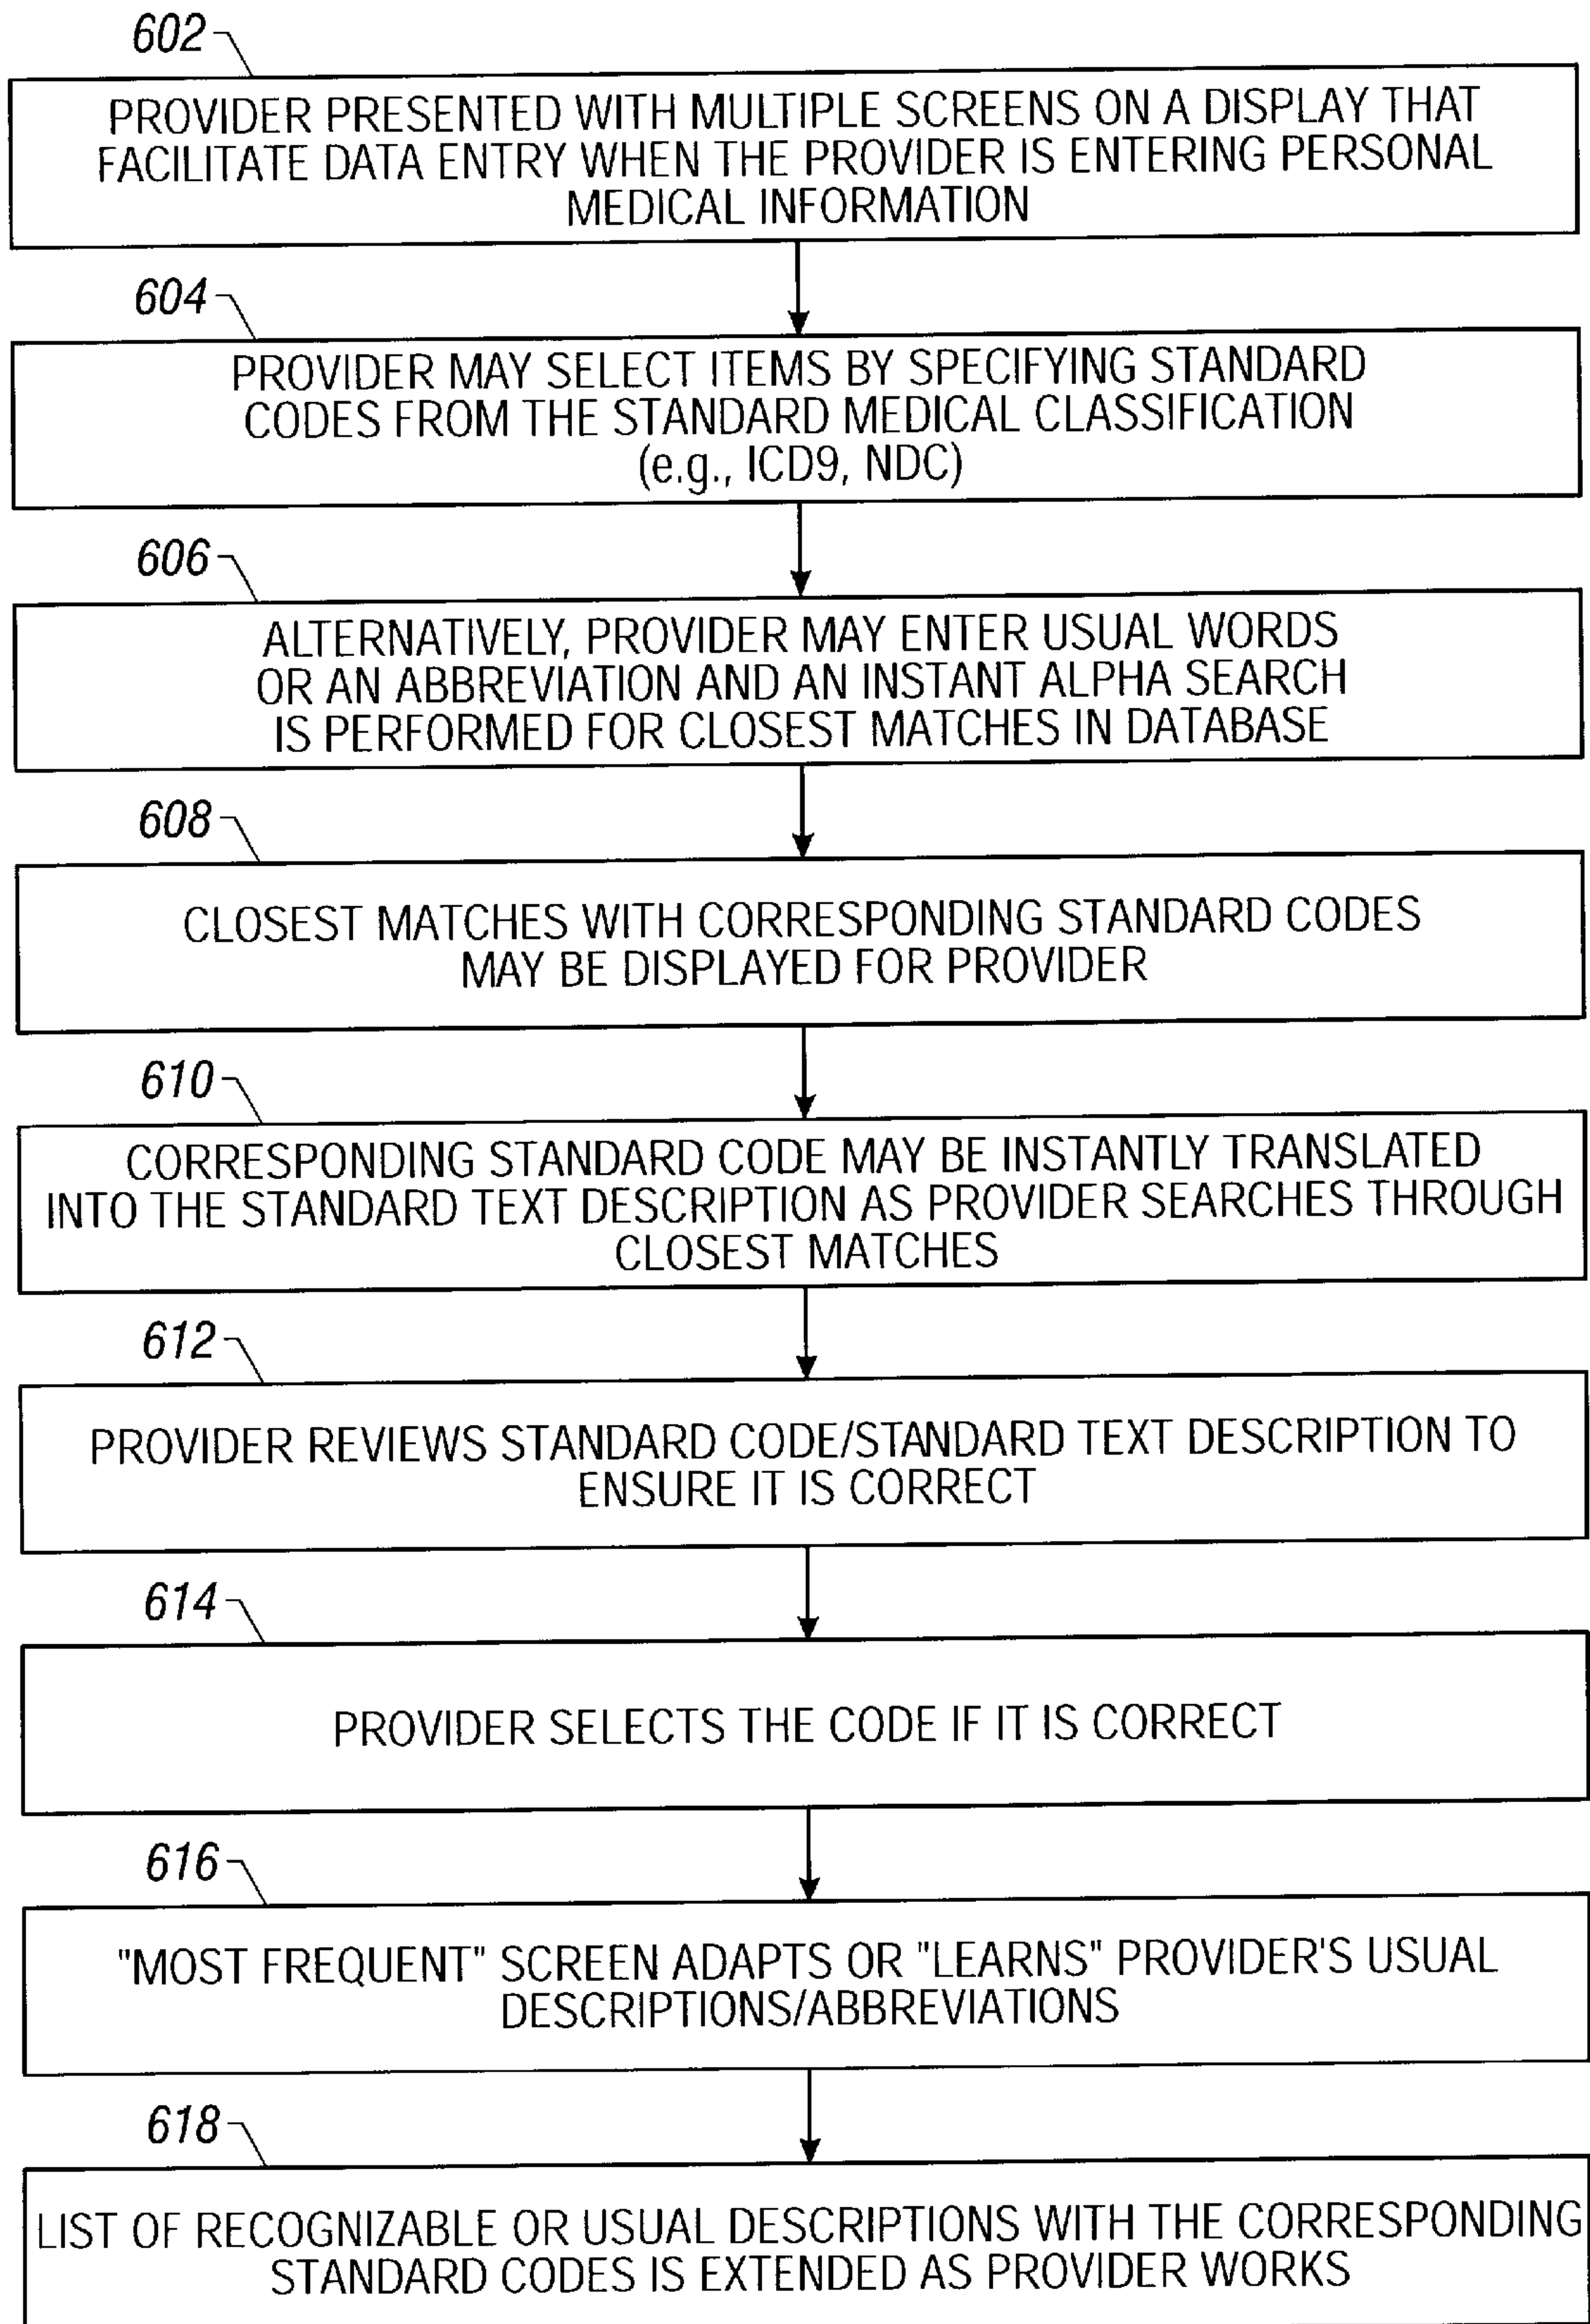 602
PROVIDER PRESENTED WITH MULTIPLE SCREENS ON A DISPLAY THAT
FACILITATE DATA ENTRY WHEN THE PROVIDER IS ENTERING PERSONAL
MEDICAL INFORMATION
604
PROVIDER MAY SELECT ITEMS BY SPECIFYING STANDARD
CODES FROM THE STANDARD MEDICAL CLASSIFICATION
(e.g., ICD9, NDC)
606
ALTERNATIVELY, PROVIDER MAY ENTER USUAL WORDS
OR AN ABBREVIATION AND AN INSTANT ALPHA SEARCH
IS PERFORMED FOR CLOSEST MATCHES IN DATABASE
608
CLOSEST MATCHES WITH CORRESPONDING STANDARD CODES
MAY BE DISPLAYED FOR PROVIDER
610
CORRESPONDING STANDARD CODE MAY BE INSTANTLY TRANSLATED
INTO THE STANDARD TEXT DESCRIPTION AS PROVIDER SEARCHES THROUGH
CLOSEST MATCHES
612
PROVIDER REVIEWS STANDARD CODE/STANDARD TEXT DESCRIPTION TO
ENSURE IT IS CORRECT
614
PROVIDER SELECTS THE CODE IF IT IS CORRECT
616
"MOST FREQUENT" SCREEN ADAPTS OR "LEARNS" PROVIDER'S USUAL
DESCRIPTIONS/ABBREVIATIONS
618
LIST OF RECOGNIZABLE OR USUAL DESCRIPTIONS WITH THE CORRESPONDING
STANDARD CODES IS EXTENDED AS PROVIDER WORKS